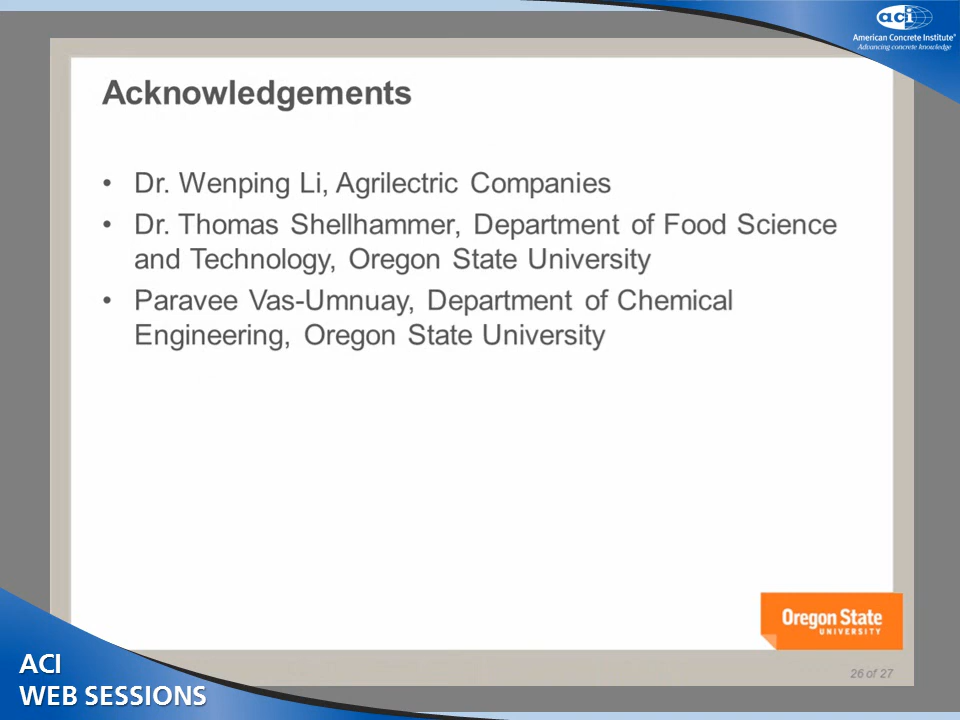 aci
American Concrete Institute®
Advancing concrete knowledge
Acknowledgements
• Dr. Wenping Li, Agrilectric Companies
• Dr. Thomas Shellhammer, Department of Food Science
and Technology, Oregon State University
• Paravee Vas-Umnuay, Department of Chemical
Engineering, Oregon State University
Oregon State
UNIVERSITY
26 of 27
ACI
WEB SESSIONS